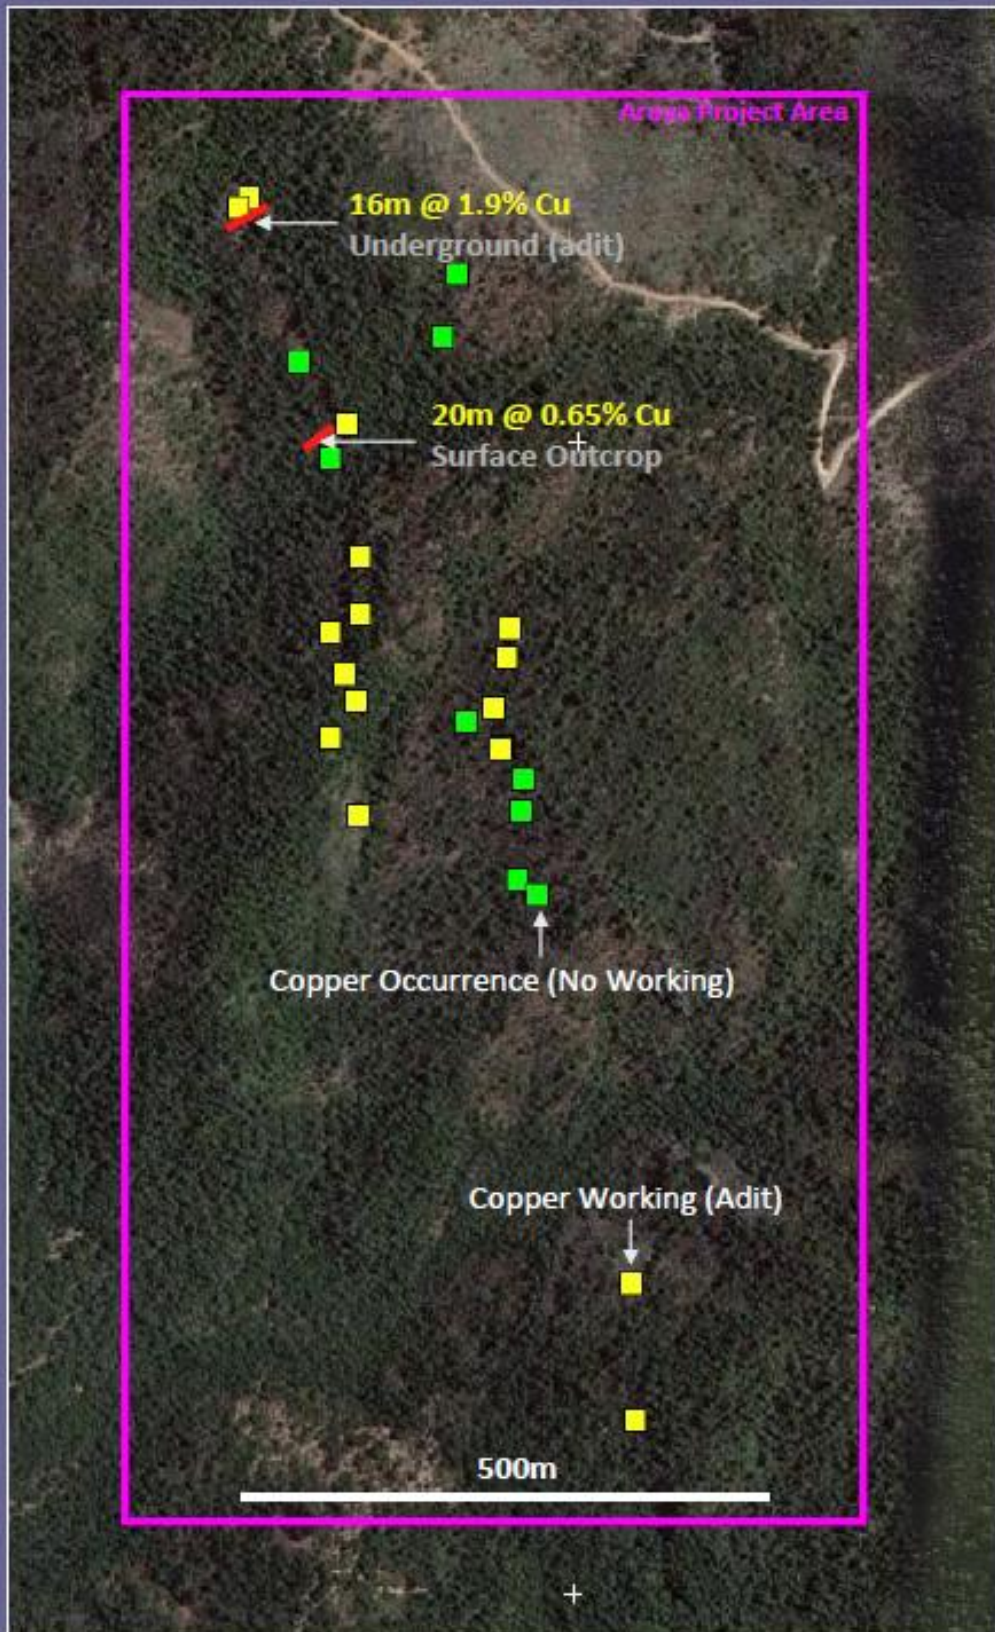 Aroya Project Area
16m @ 1.9% Cu
Underground (adit)
20m @ 0.65% Cu
Surface Outcrop
Copper Occurrence (No Working)
Copper Working (Adit)
500m